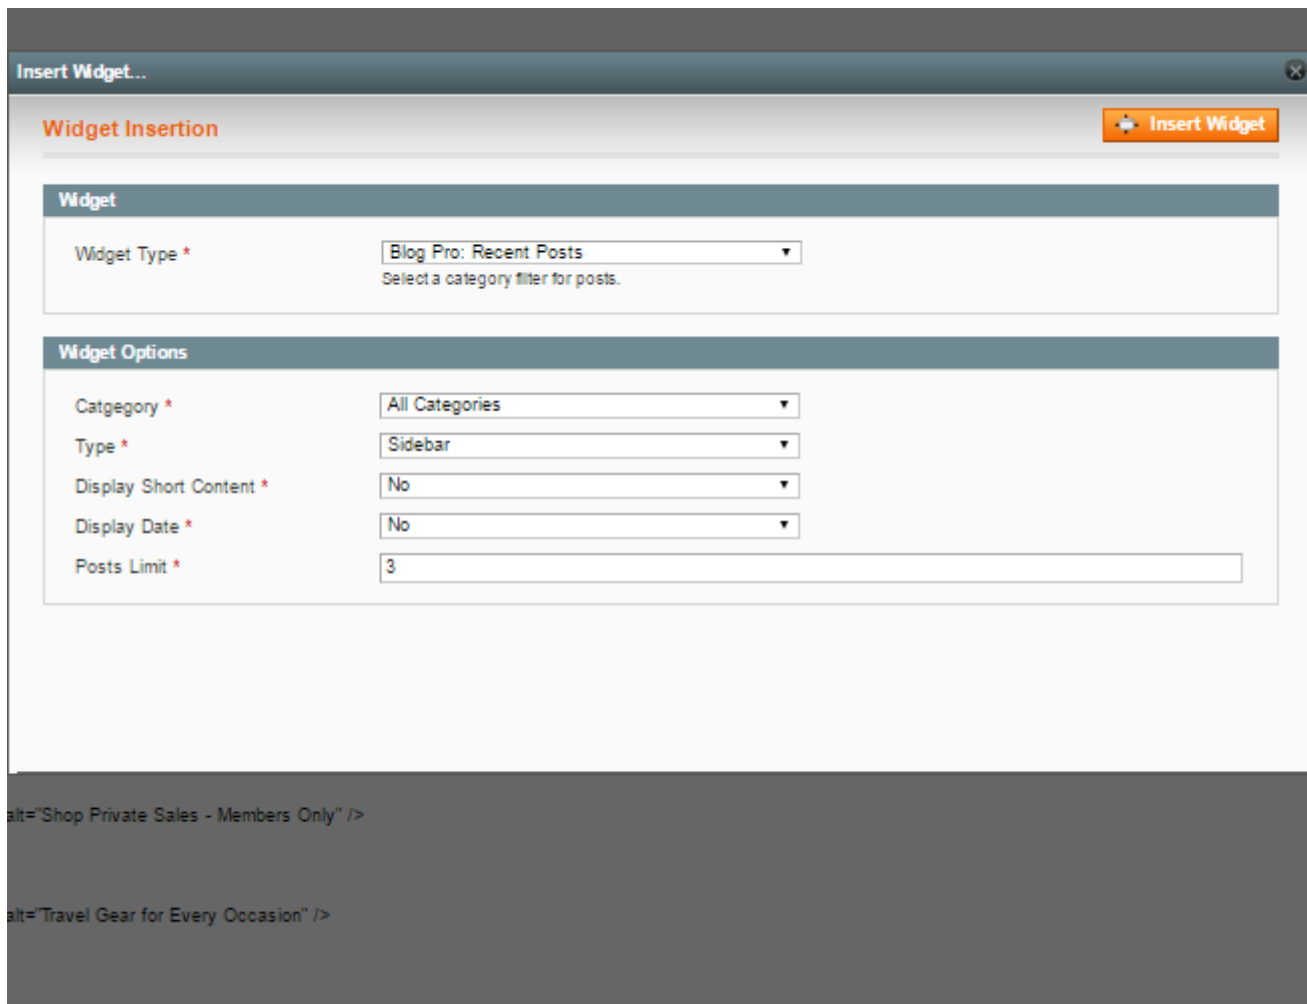 Insert Widget...
Widget Insertion
Insert Widget
Widget
Widget Type * Blog Pro: Recent Posts
Select a category filter for posts.
Widget Options
Catgegory * All Categories
Type * Sidebar
Display Short Content * No
Display Date * No
Posts Limit * 3
alt="Shop Private Sales - Members Only" />
alt="Travel Gear for Every Occasion" />